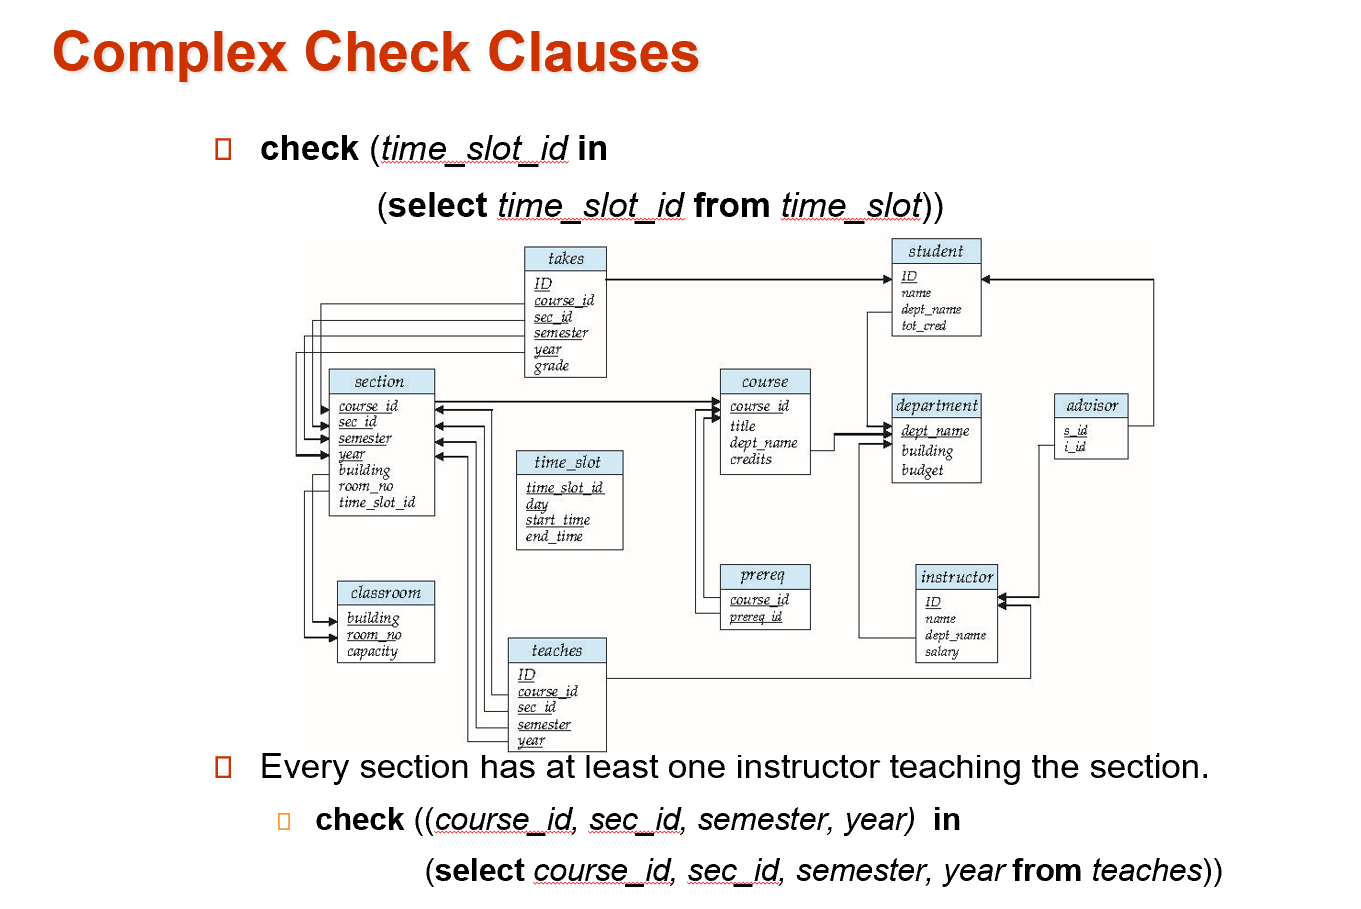 Complex Check Clauses
check (time_slot_id in
(select time_slot_id from time_slot))
takes
ID
course_id
sec_id
semester
year
grade
student
ID
name
dept_name
tot_cred
section
course_id
sec_id
semester
year
building
room_no
time_slot_id
time_slot
time_slot_id
day
start_time
end_time
course
course_id
title
dept_name
credits
department
dept_name
building
budget
advisor
s_id
i_id
classroom
building
room_no
capacity
prereq
course_id
prereq_id
instructor
ID
name
dept_name
salary
teaches
ID
course_id
sec_id
semester
year
Every section has at least one instructor teaching the section.
check ((course_id, sec_id, semester, year) in
(select course_id, sec_id, semester, year from teaches))